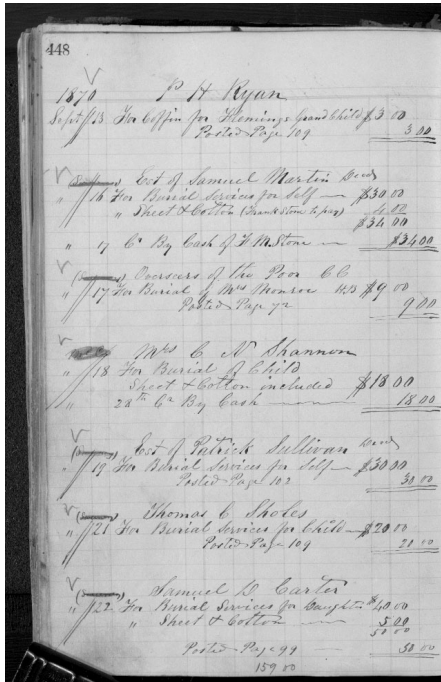 448
1870 P H Ryan
Sept 13 For Coffin for Flemings Grand Child $3 00
Posted Page 109 3 00
Est of Samuel Martin Decd
" 16 For Burial Services for Self $30 00
" Sheet & Cotton (Frank Stone to pay) 4 00
$34 00
" 17 Cr By Cash of F M Stone $34 00
Overseers of the Poor
" 17 For Burial of Mrs Monroe $9 00
Posted Page 72 9 00
Mrs C N Shannon
" 18 For Burial of Child
Sheet & Cotton included $18 00
" 28th Cr By Cash 18 00
Est of Patrick Sullivan Decd
" 19 For Burial Services for Self $30 00
Posted Page 102 30 00
Thomas C Sholes
" 21 For Burial Services for Child $20 00
Posted Page 109 20 00
Samuel D Carter
" 22 For Burial Services for Daughter $40 00
" Sheet & Cotton 5 00
50 00
Posted Page 99 50 00
159 00